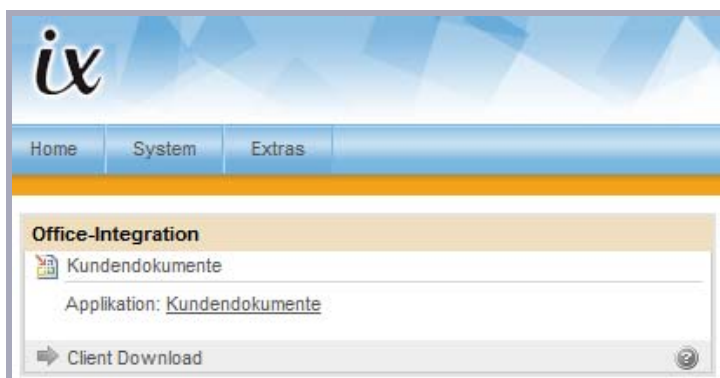 ix
Home System Extras
Office-Integration
Kundendokumente
Applikation: Kundendokumente
Client Download ?